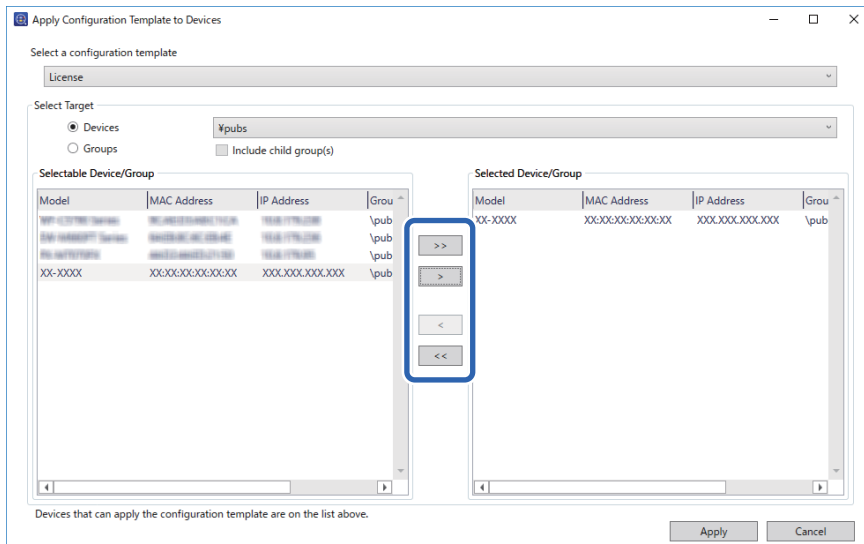 Apply Configuration Template to Devices
Select a configuration template
License
Select Target
Devices
¥pubs
Groups
Include child group(s)
Selectable Device/Group
Model MAC Address IP Address Grou
\pub
\pub
\pub
XX-XXXX XX:XX:XX:XX:XX:XX XXX.XXX.XXX.XXX \pub
>>
>
<
<<
Selected Device/Group
Model MAC Address IP Address Grou
XX-XXXX XX:XX:XX:XX:XX:XX XXX.XXX.XXX.XXX \pub
Devices that can apply the configuration template are on the list above.
Apply Cancel